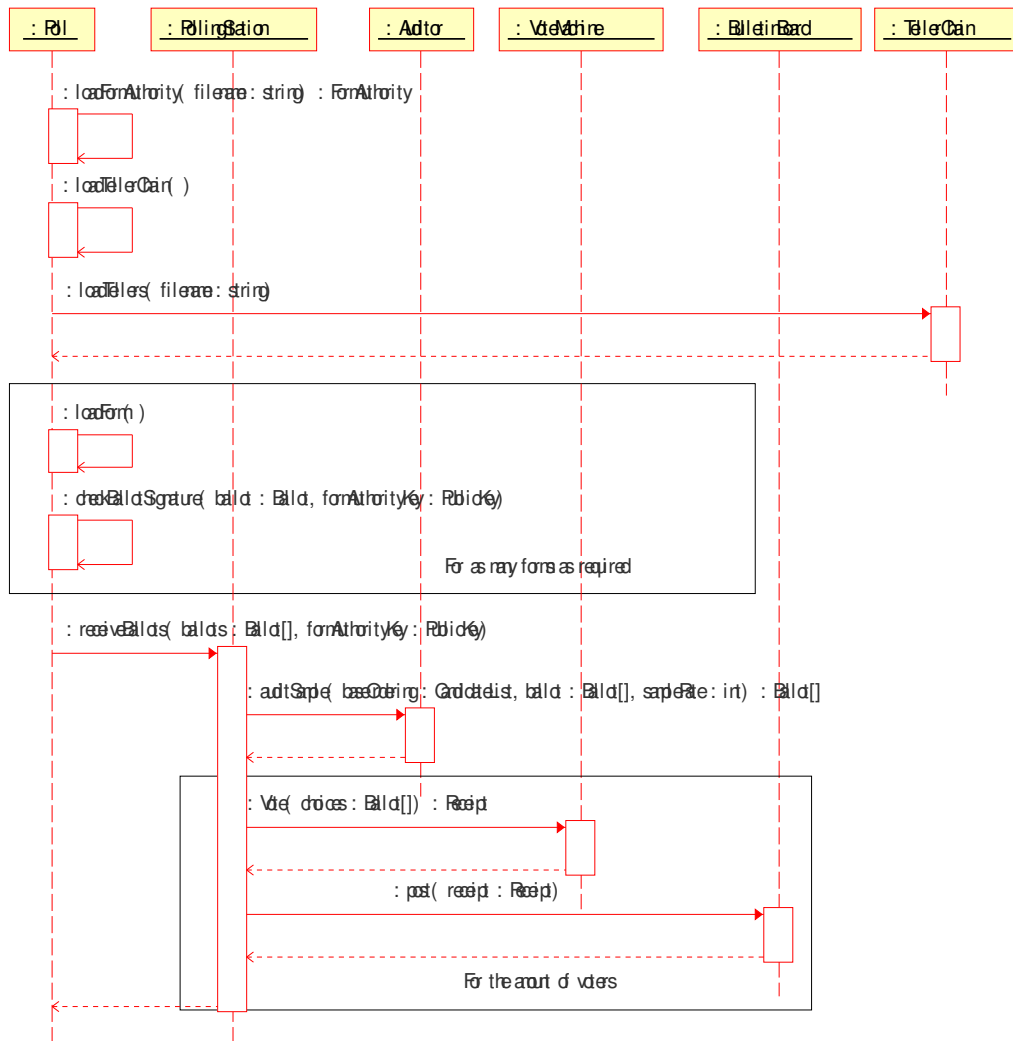 : Poll
: PollingStation
: Auditor
: VoteMachine
: BulletinBoard
: TellerChain
: loadFormAuthority( filename : string) : FormAuthority
: loadTellerChain( )
: loadTellers( filename : string)
: loadForm( )
: checkBallotSignature( ballot : Ballot, formAuthorityKey : PublicKey)
For as many forms as required
: receiveBallots( ballots : Ballot[], formAuthorityKey : PublicKey)
: auditSample( baseOrdering : CandidateList, ballot : Ballot[], sampleRate : int) : Ballot[]
: Vote( choices : Ballot[]) : Receipt
: post( receipt : Receipt)
For the amount of voters